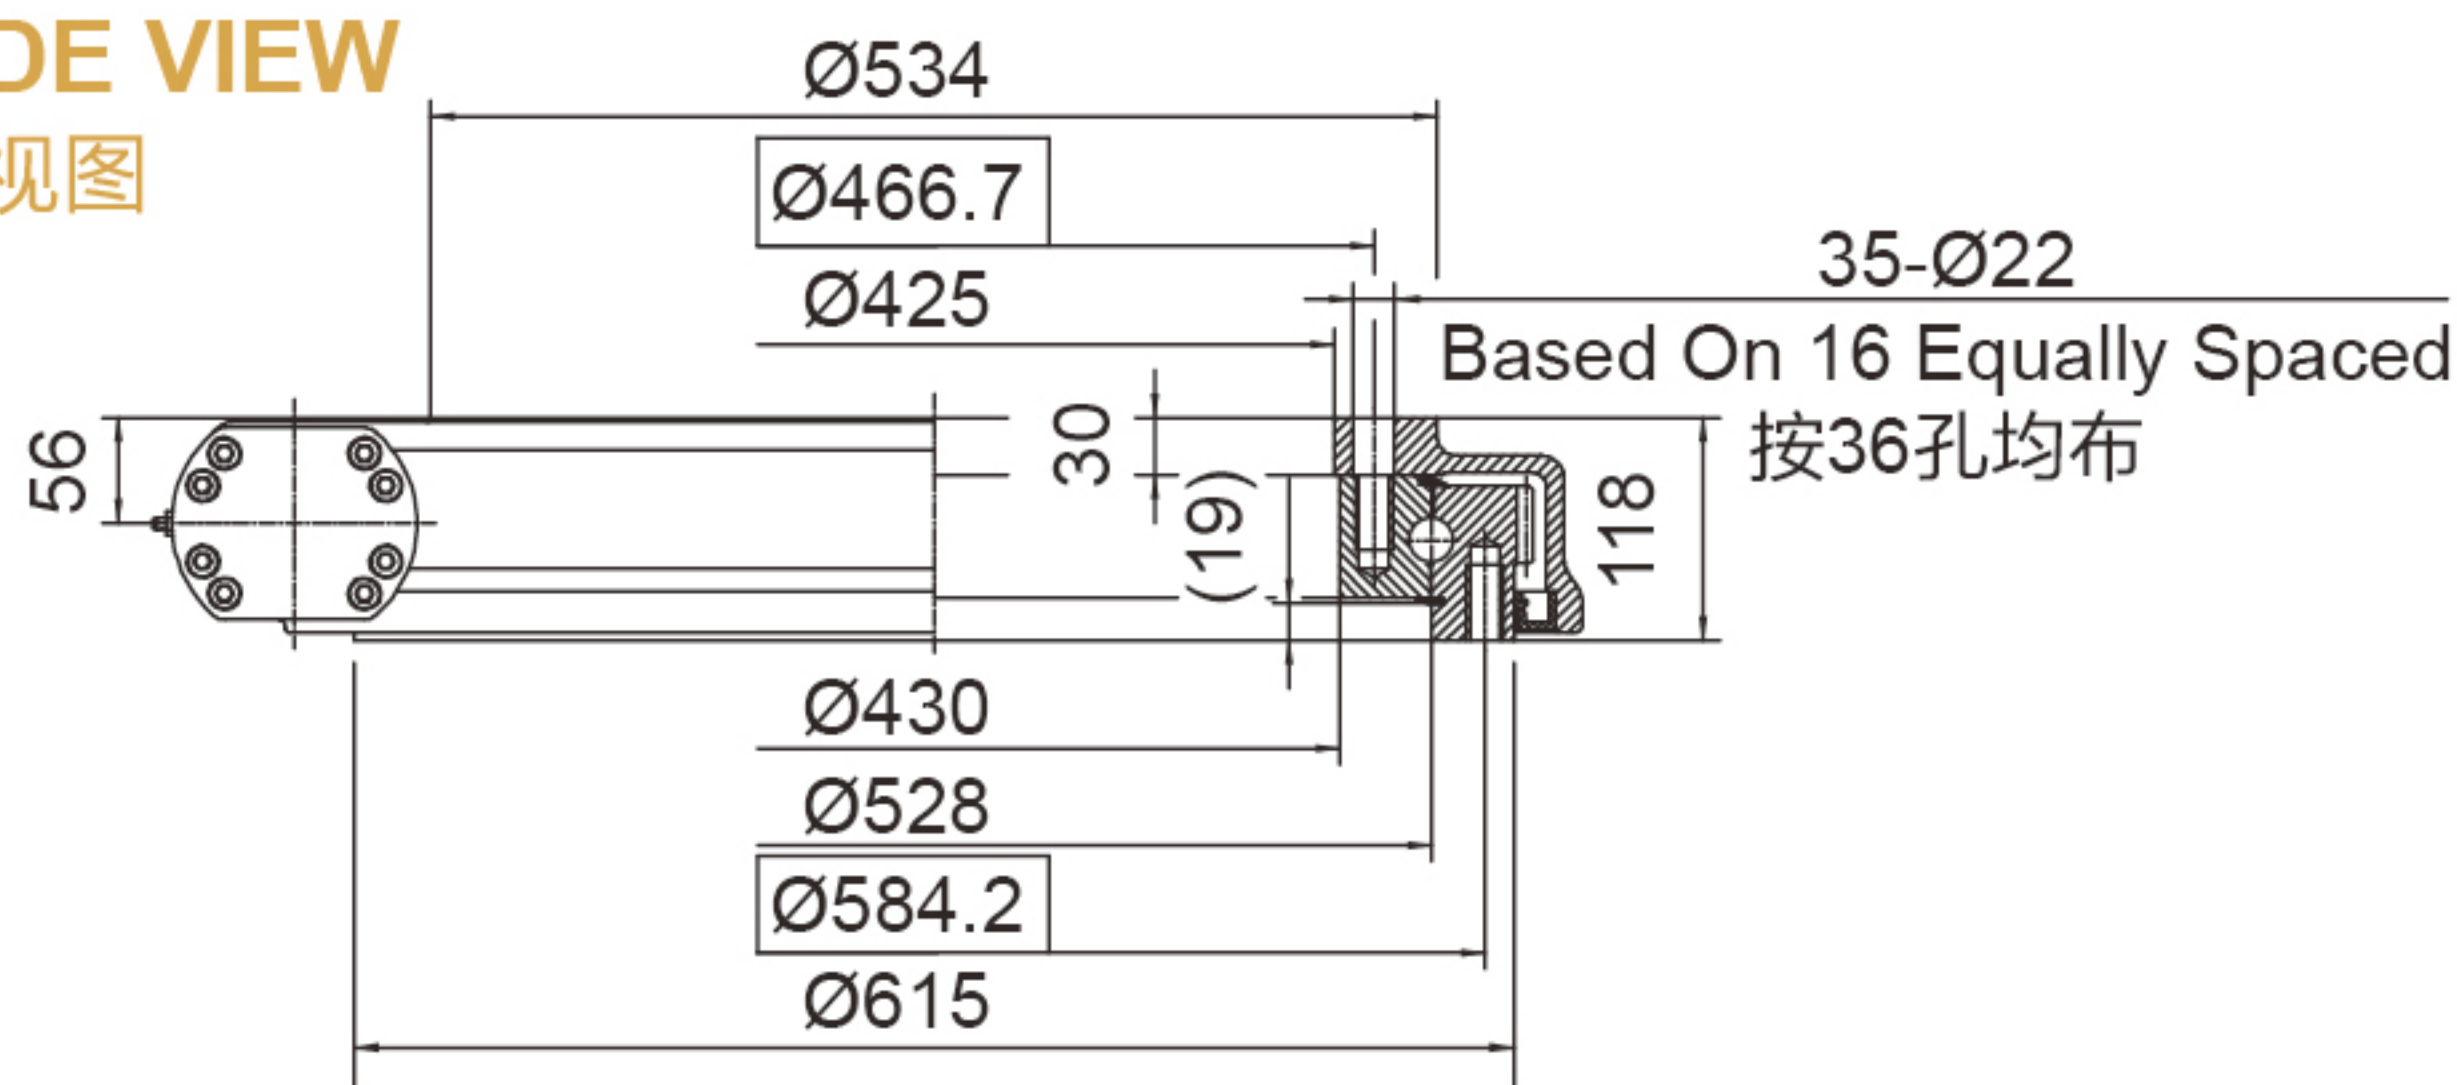 DE VIEW
视图
Ø534
Ø466.7
Ø425
35-Ø22
Based On 16 Equally Spaced
按36孔均布
56
30
(19)
118
Ø430
Ø528
Ø584.2
Ø615